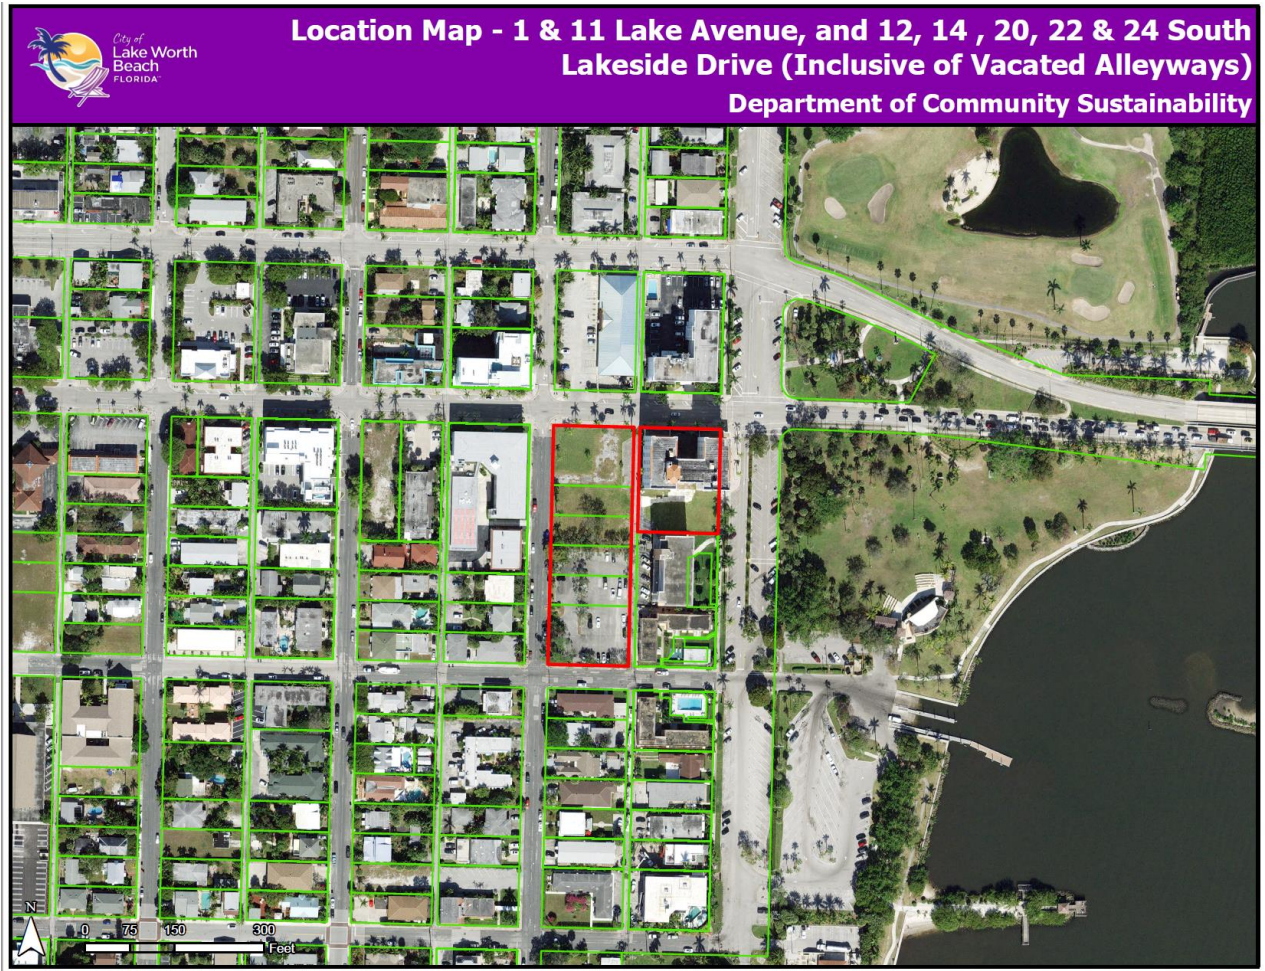 Location Map - 1 & 11 Lake Avenue, and 12, 14 , 20, 22 & 24 South
Lakeside Drive (Inclusive of Vacated Alleyways)
Department of Community Sustainability
City of
Lake Worth
Beach
FLORIDA
N
0 75 150 300
Feet